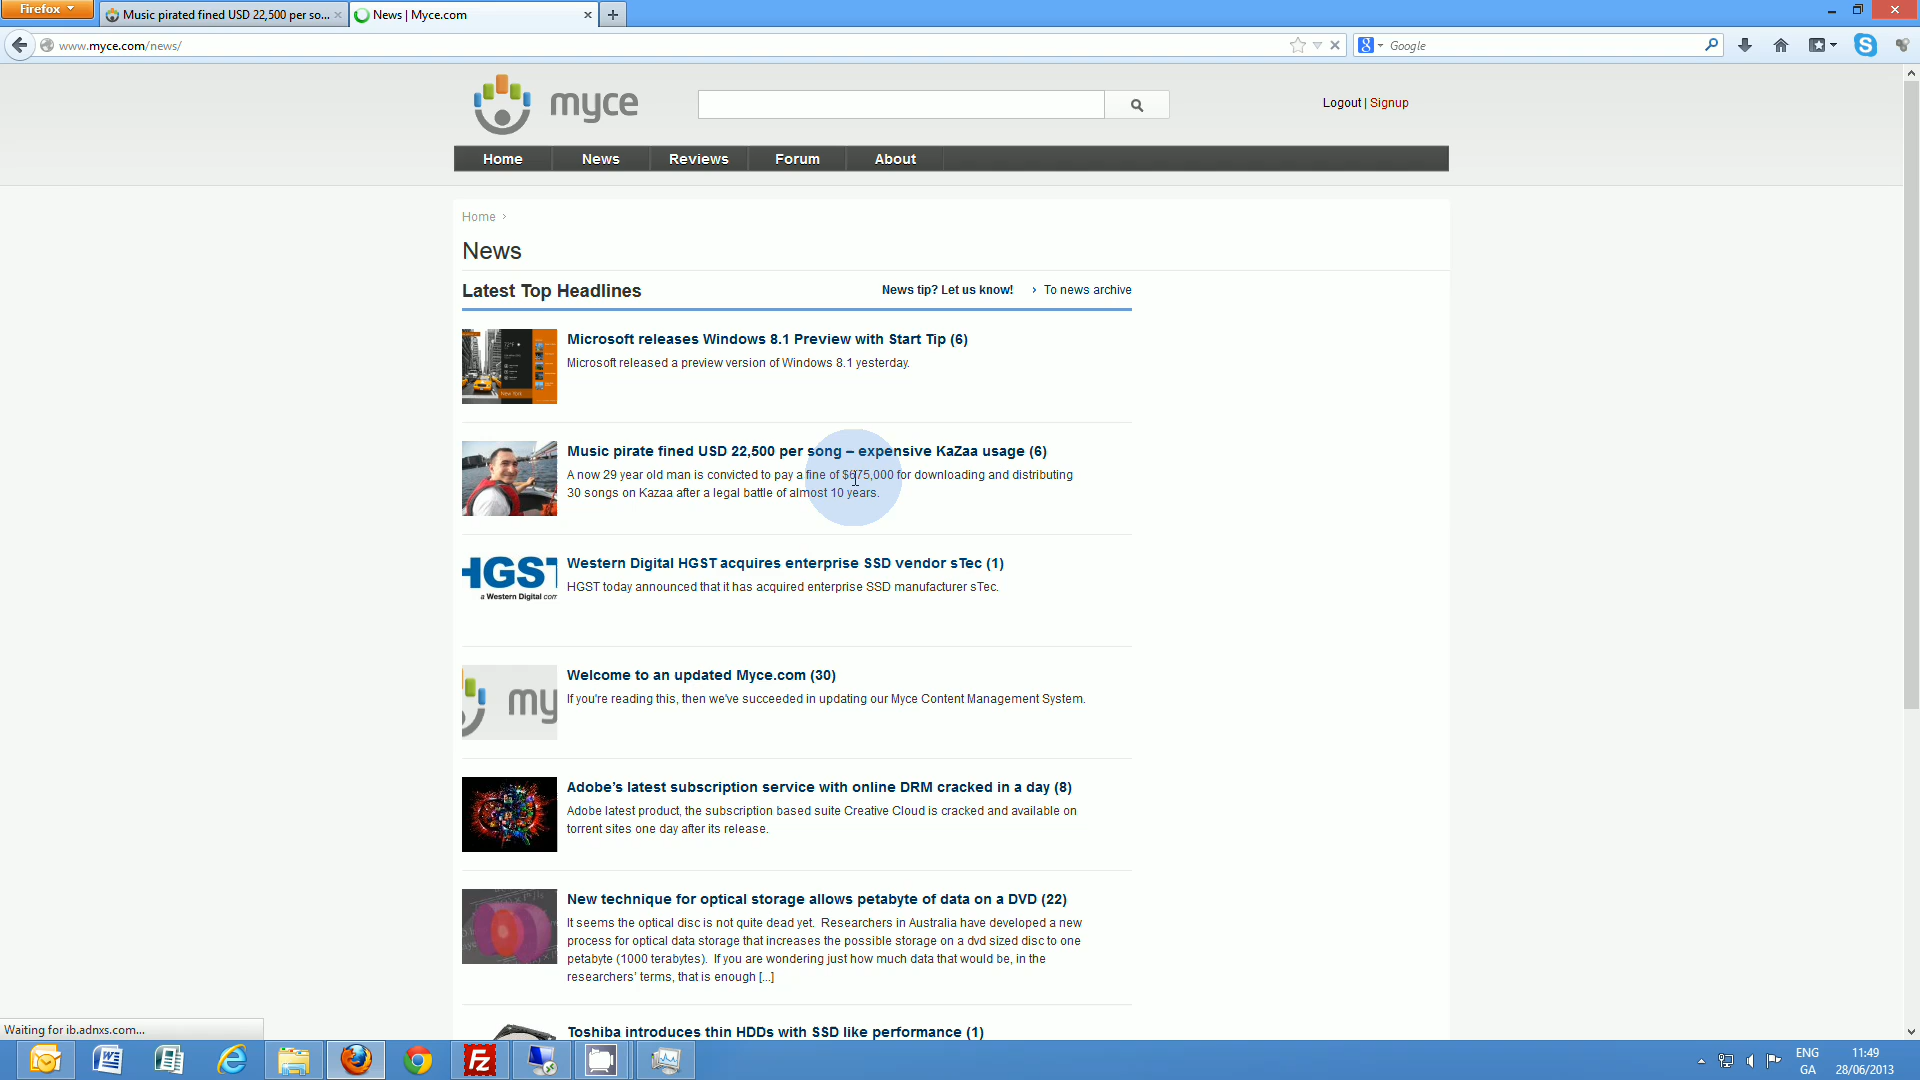 Firefox
Music pirated fined USD 22,500 per so...
News | Myce.com
www.myce.com/news/
Google
myce
Logout | Signup
Home
News
Reviews
Forum
About
Home ›
News
Latest Top Headlines
News tip? Let us know!
› To news archive
Microsoft releases Windows 8.1 Preview with Start Tip (6)
Microsoft released a preview version of Windows 8.1 yesterday.
Music pirate fined USD 22,500 per song – expensive KaZaa usage (6)
A now 29 year old man is convicted to pay a fine of $675,000 for downloading and distributing
30 songs on Kazaa after a legal battle of almost 10 years.
HGST
a Western Digital com
Western Digital HGST acquires enterprise SSD vendor sTec (1)
HGST today announced that it has acquired enterprise SSD manufacturer sTec.
my
Welcome to an updated Myce.com (30)
If you're reading this, then we've succeeded in updating our Myce Content Management System.
Adobe’s latest subscription service with online DRM cracked in a day (8)
Adobe latest product, the subscription based suite Creative Cloud is cracked and available on
torrent sites one day after its release.
New technique for optical storage allows petabyte of data on a DVD (22)
It seems the optical disc is not quite dead yet. Researchers in Australia have developed a new
process for optical data storage that increases the possible storage on a dvd sized disc to one
petabyte (1000 terabytes). If you are wondering just how much data that would be, in the
researchers’ terms, that is enough [...]
Toshiba introduces thin HDDs with SSD like performance (1)
Waiting for ib.adnxs.com...
ENG
GA
11:49
28/06/2013